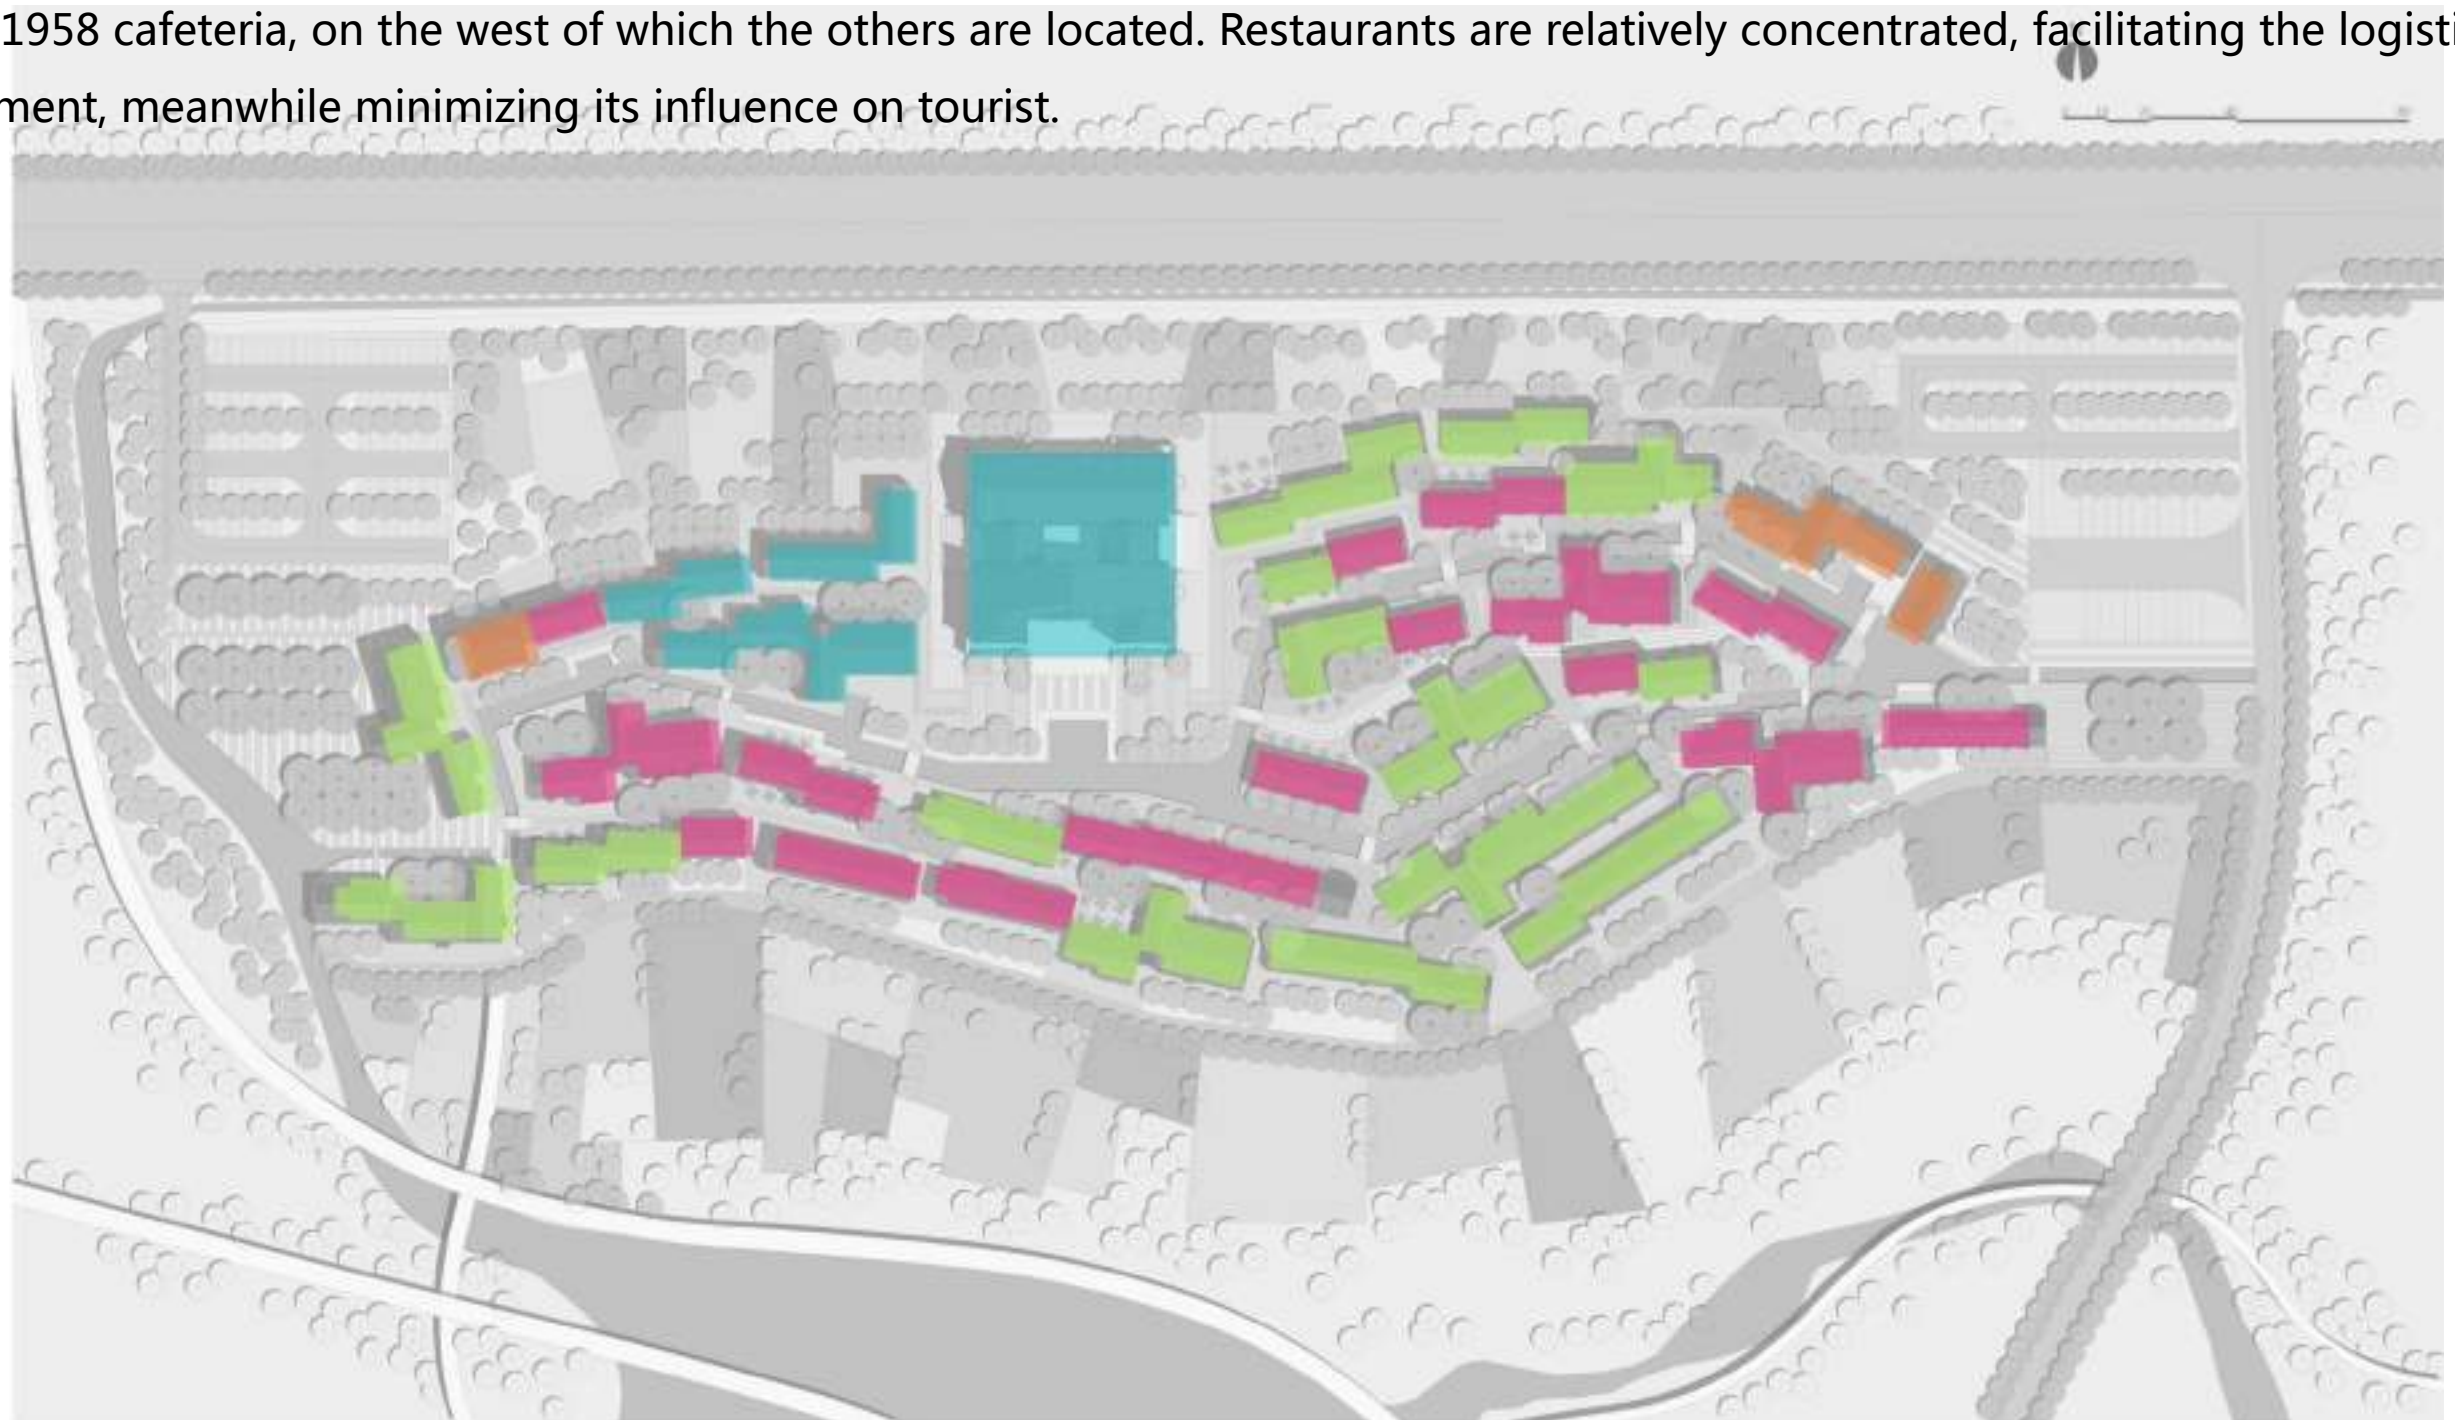 1958 cafeteria, on the west of which the others are located. Restaurants are relatively concentrated, facilitating the logisti
ment, meanwhile minimizing its influence on tourist.